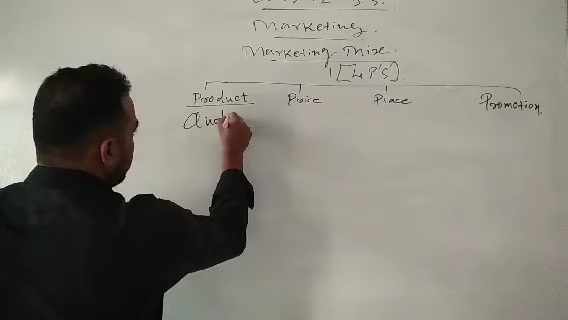 Marketing.
Marketing Mix.
[4 P'S].
Product Price Place Promotion.